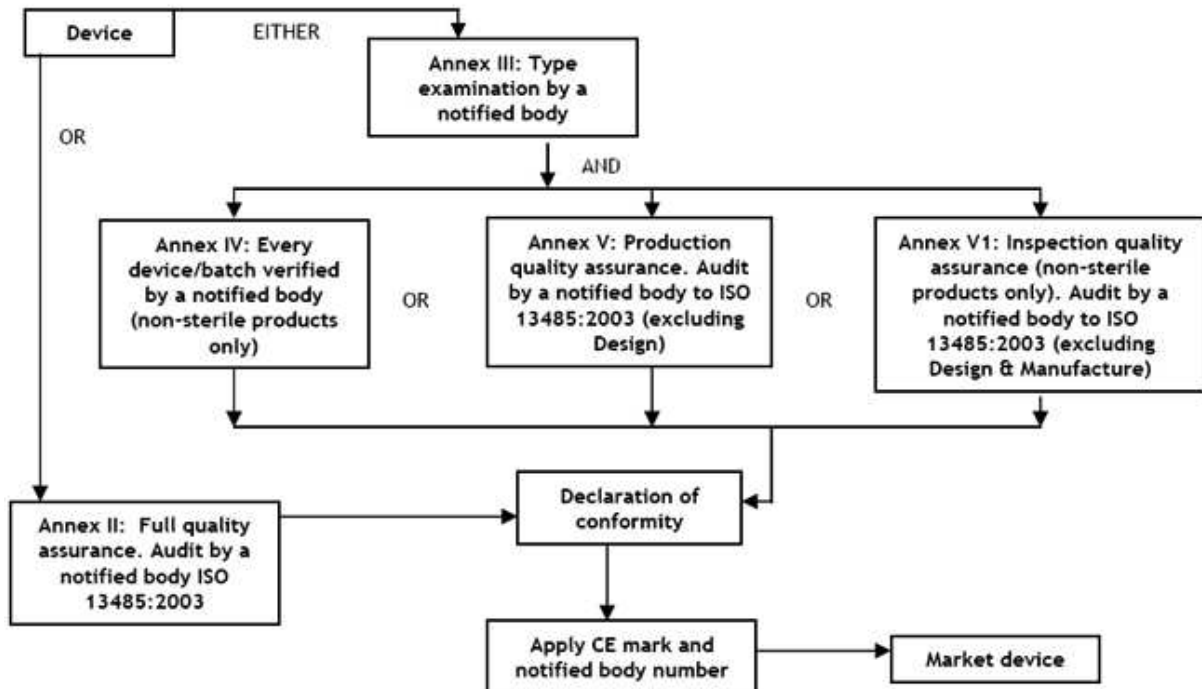 Device
EITHER
Annex III: Type
examination by a
notified body
OR
AND
Annex IV: Every
device/batch verified
by a notified body
(non-sterile products
only)
OR
Annex V: Production
quality assurance. Audit
by a notified body to ISO
13485:2003 (excluding
Design)
OR
Annex V1: Inspection quality
assurance (non-sterile
products only). Audit by a
notified body to ISO
13485:2003 (excluding
Design & Manufacture)
Annex II: Full quality
assurance. Audit by a
notified body ISO
13485:2003
Declaration of
conformity
Apply CE mark and
notified body number
Market device